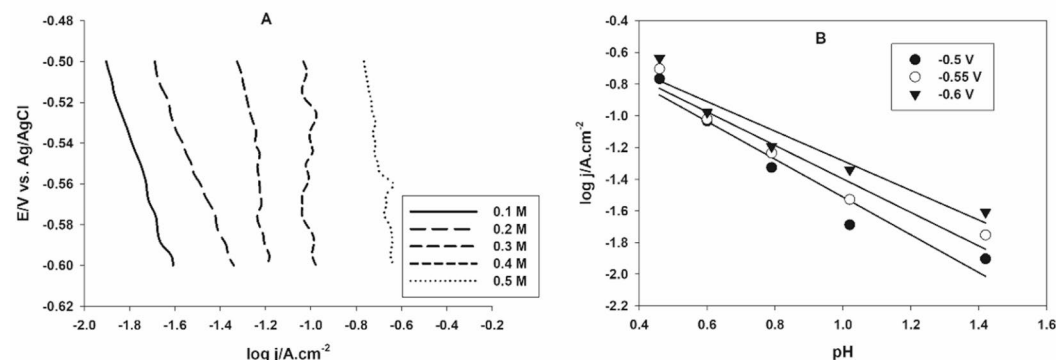 A
E/V vs. Ag/AgCl
-0.48
-0.50
-0.52
-0.54
-0.56
-0.58
-0.60
-0.62
-2.0 -1.8 -1.6 -1.4 -1.2 -1.0 -0.8 -0.6 -0.4 -0.2
log j/A.cm-2
0.1 M
0.2 M
0.3 M
0.4 M
0.5 M
B
log j/A.cm-2
-0.4
-0.6
-0.8
-1.0
-1.2
-1.4
-1.6
-1.8
-2.0
-2.2
0.4 0.6 0.8 1.0 1.2 1.4 1.6
pH
-0.5 V
-0.55 V
-0.6 V